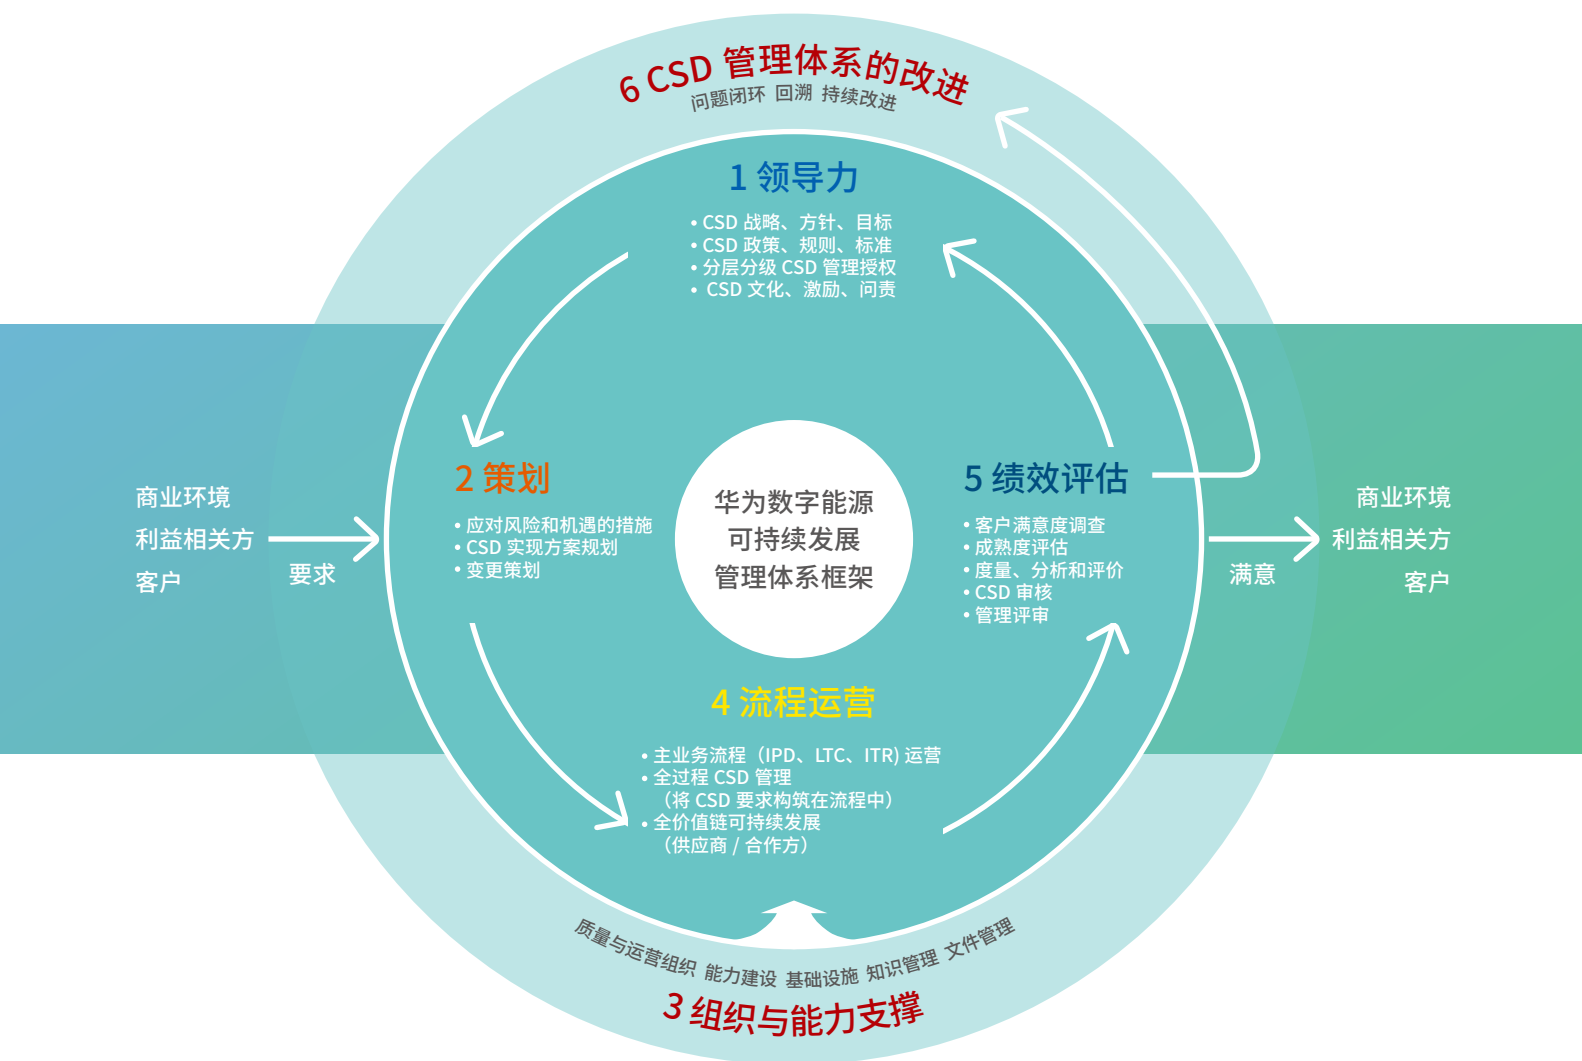 6 CSD 管理体系的改进
问题闭环 回溯 持续改进
1 领导力
• CSD 战略、方针、目标
• CSD 政策、规则、标准
• 分层分级 CSD 管理授权
• CSD 文化、激励、问责
商业环境
利益相关方
客户
要求
2 策划
• 应对风险和机遇的措施
• CSD 实现方案规划
• 变更策划
华为数字能源
可持续发展
管理体系框架
5 绩效评估
• 客户满意度调查
• 成熟度评估
• 度量、分析和评价
• CSD 审核
• 管理评审
商业环境
利益相关方
客户
满意
4 流程运营
• 主业务流程（IPD、LTC、ITR) 运营
• 全过程 CSD 管理
（将 CSD 要求构筑在流程中）
• 全价值链可持续发展
（供应商 / 合作方）
质量与运营组织 能力建设 基础设施 知识管理 文件管理
3 组织与能力支撑